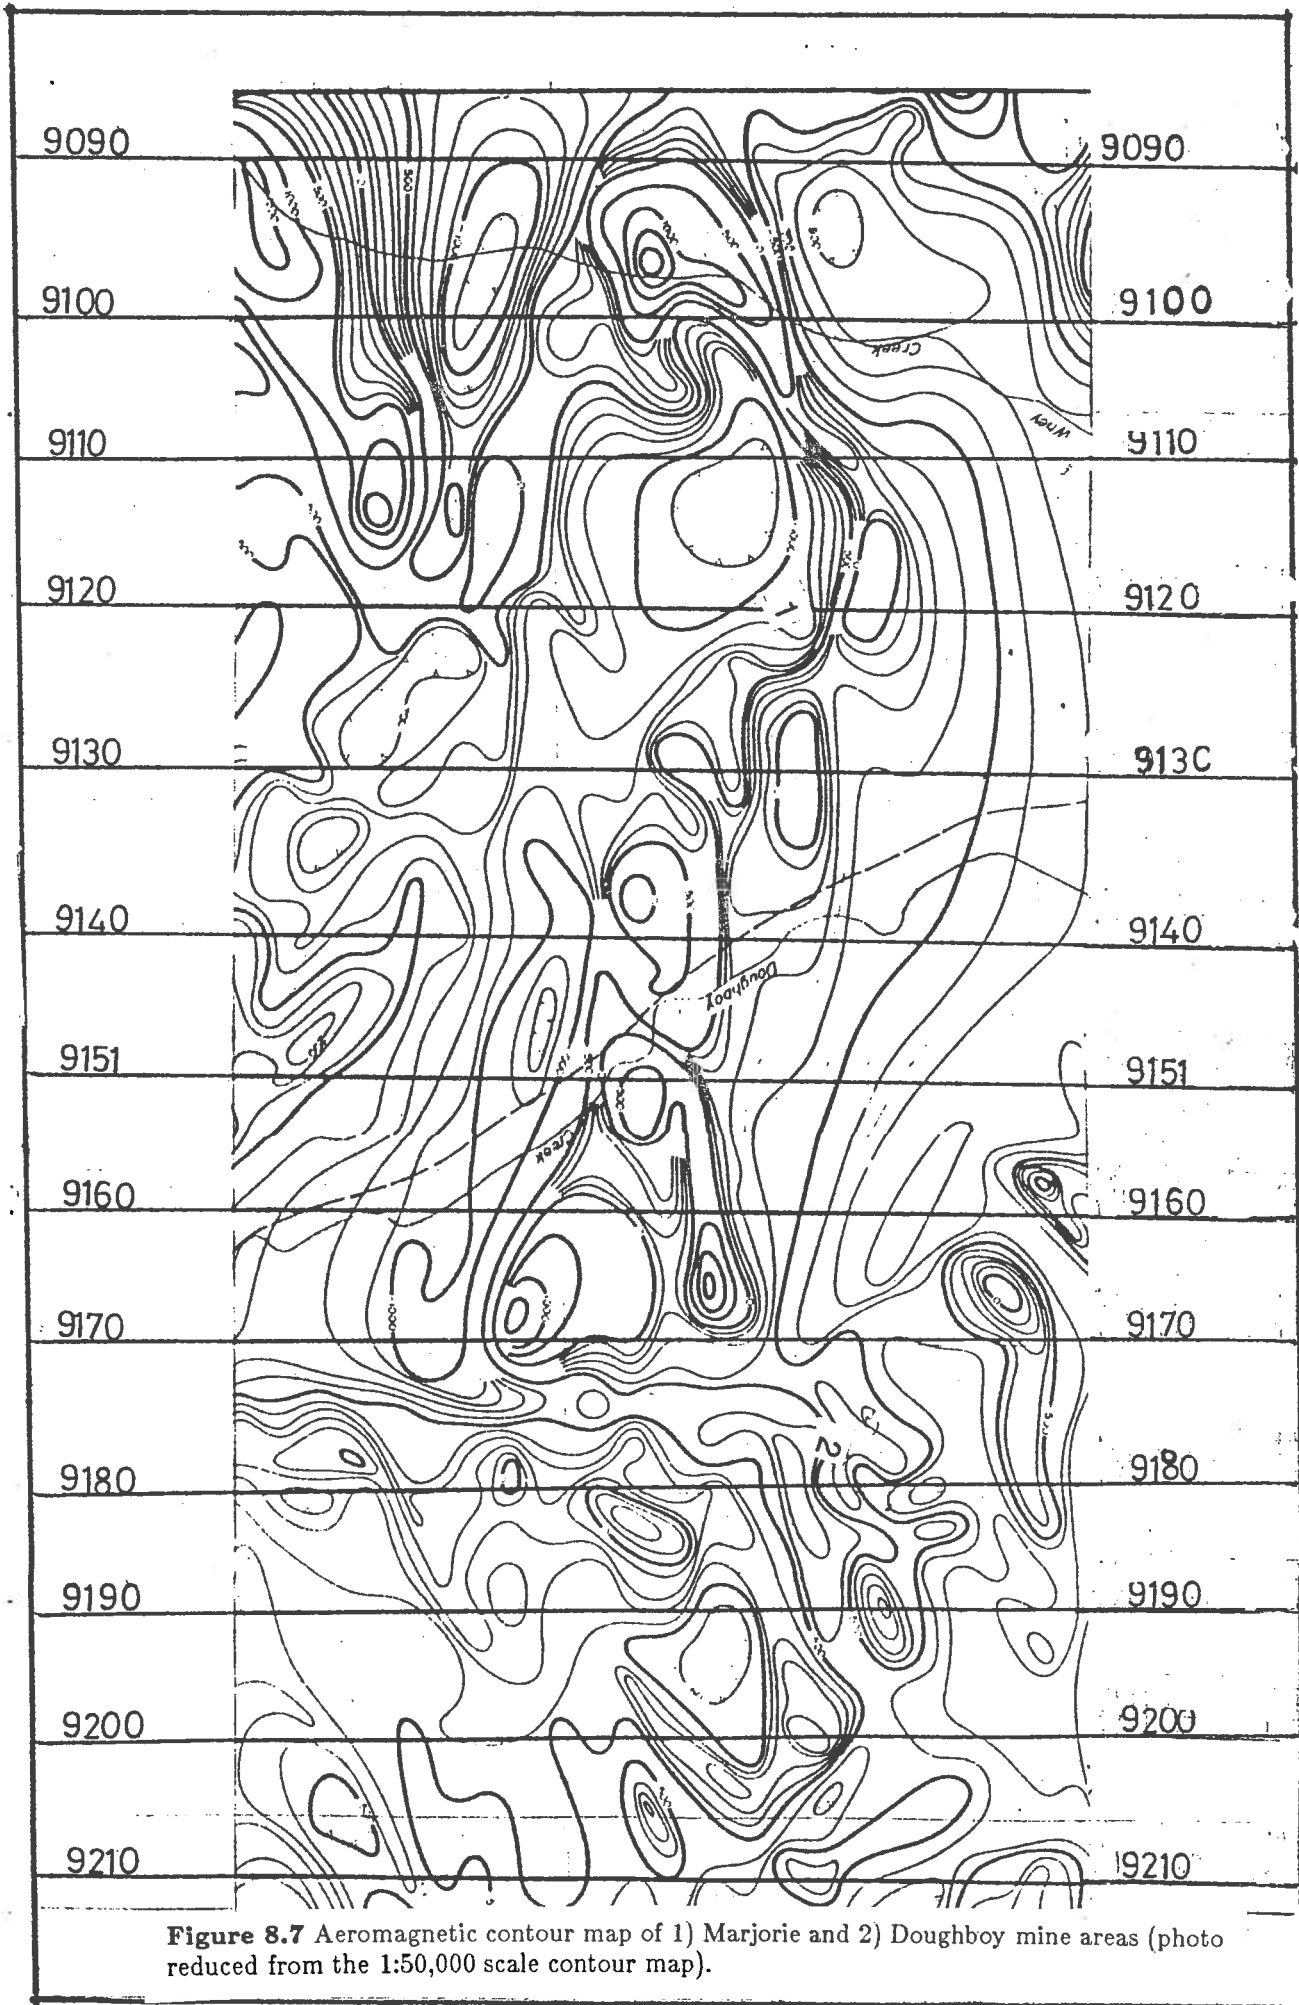 9090 9090
9100 9100
Creek
Wney
9110 9110
1
9120 9120
9130 913C
9140 9140
Doughboy
9151 9151
Creek
9160 9160
9170 9170
2
9180 9180
9190 9190
9200 9200
9210 9210
Figure 8.7 Aeromagnetic contour map of 1) Marjorie and 2) Doughboy mine areas (photo
reduced from the 1:50,000 scale contour map).